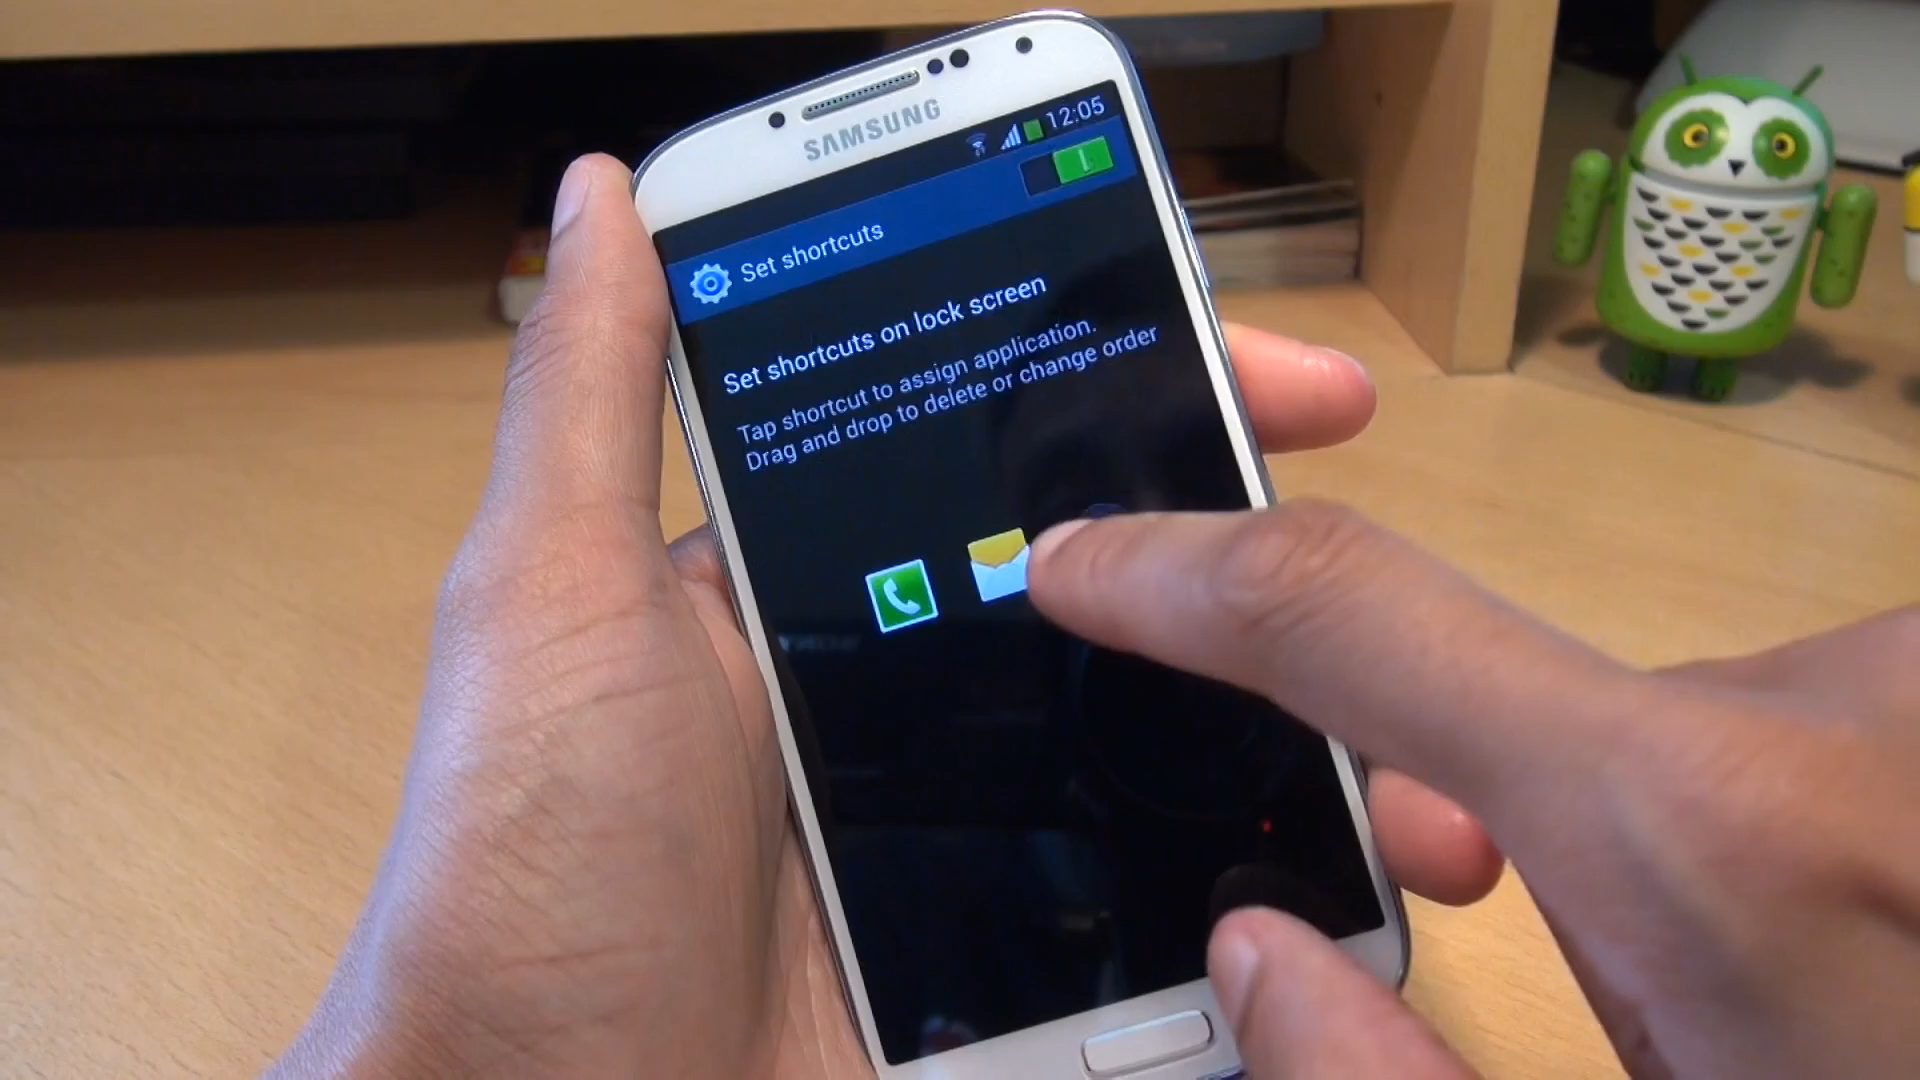 SAMSUNG
12:05
Set shortcuts
Set shortcuts on lock screen
Tap shortcut to assign application.
Drag and drop to delete or change order